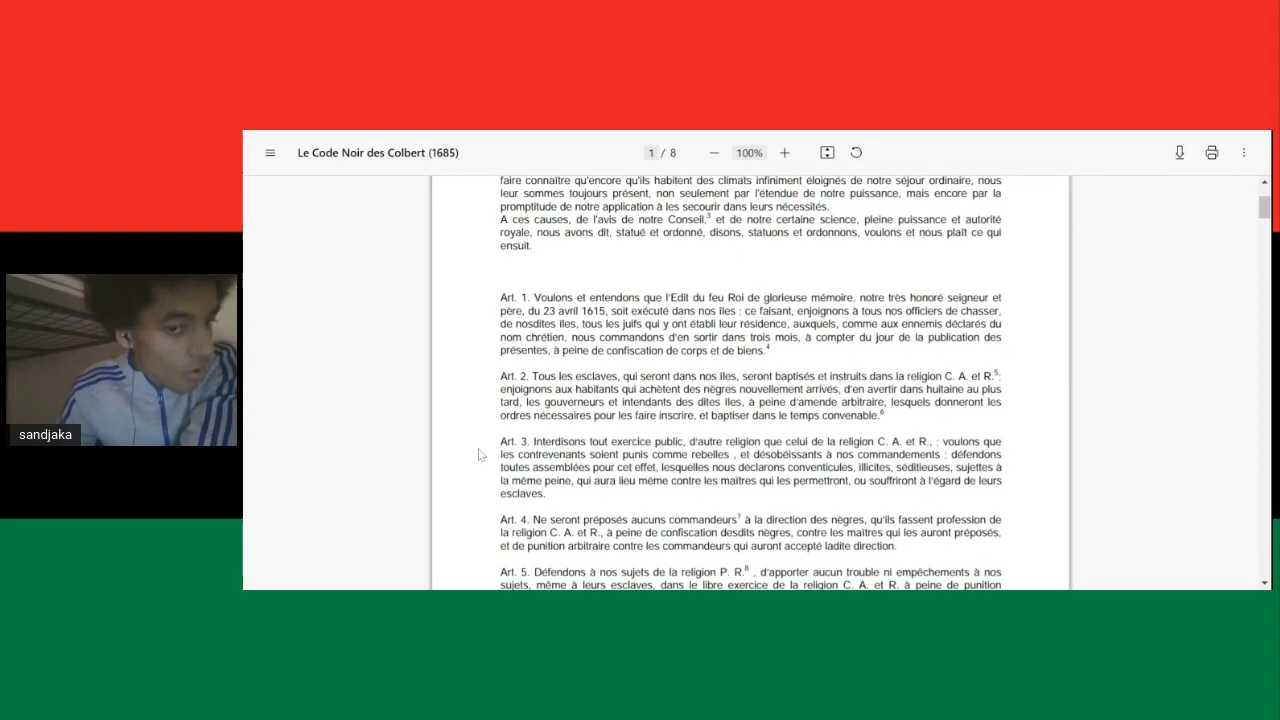 Le Code Noir des Colbert (1685)
1 / 8
100%
faire connaître qu'encore qu'ils habitent des climats infiniment éloignés de notre séjour ordinaire, nous
leur sommes toujours présent, non seulement par l'étendue de notre puissance, mais encore par la
promptitude de notre application à les secourir dans leurs nécessités.
A ces causes, de l'avis de notre Conseil,3 et de notre certaine science, pleine puissance et autorité
royale, nous avons dit, statué et ordonné, disons, statuons et ordonnons, voulons et nous plaît ce qui
ensuit.
Art. 1. Voulons et entendons que l'Edit du feu Roi de glorieuse mémoire, notre très honoré seigneur et
père, du 23 avril 1615, soit exécuté dans nos îles ; ce faisant, enjoignons à tous nos officiers de chasser,
de nosdites îles, tous les juifs qui y ont établi leur résidence, auxquels, comme aux ennemis déclarés du
nom chrétien, nous commandons d'en sortir dans trois mois, à compter du jour de la publication des
présentes, à peine de confiscation de corps et de biens.4
Art. 2. Tous les esclaves, qui seront dans nos îles, seront baptisés et instruits dans la religion C. A. et R.5;
enjoignons aux habitants qui achètent des nègres nouvellement arrivés, d'en avertir dans huitaine au plus
tard, les gouverneurs et intendants des dites îles, à peine d'amende arbitraire, lesquels donneront les
ordres nécessaires pour les faire inscrire, et baptiser dans le temps convenable.6
Art. 3. Interdisons tout exercice public, d'autre religion que celui de la religion C. A. et R., : voulons que
les contrevenants soient punis comme rebelles , et désobéissants à nos commandements : défendons
toutes assemblées pour cet effet, lesquelles nous déclarons conventicules, illicites, séditieuses, sujettes à
la même peine, qui aura lieu même contre les maîtres qui les permettront, ou souffriront à l'égard de leurs
esclaves.
Art. 4. Ne seront préposés aucuns commandeurs7 à la direction des nègres, qu'ils fassent profession de
la religion C. A. et R., à peine de confiscation desdits nègres, contre les maîtres qui les auront préposés,
et de punition arbitraire contre les commandeurs qui auront accepté ladite direction.
Art. 5. Défendons à nos sujets de la religion P. R.8 , d'apporter aucun trouble ni empêchements à nos
sujets, même à leurs esclaves, dans le libre exercice de la religion C. A. et R. à peine de punition
sandjaka